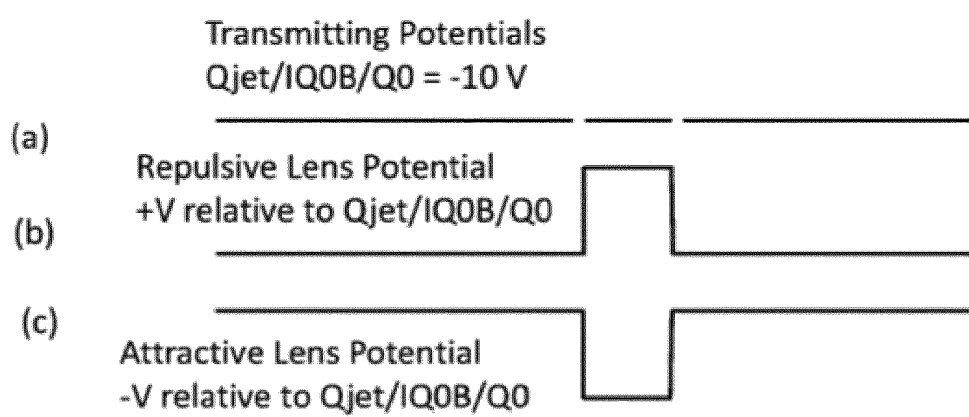 Transmitting Potentials
Qjet/IQ0B/Q0 = -10 V
(a)
Repulsive Lens Potential
+V relative to Qjet/IQ0B/Q0
(b)
(c)
Attractive Lens Potential
-V relative to Qjet/IQ0B/Q0